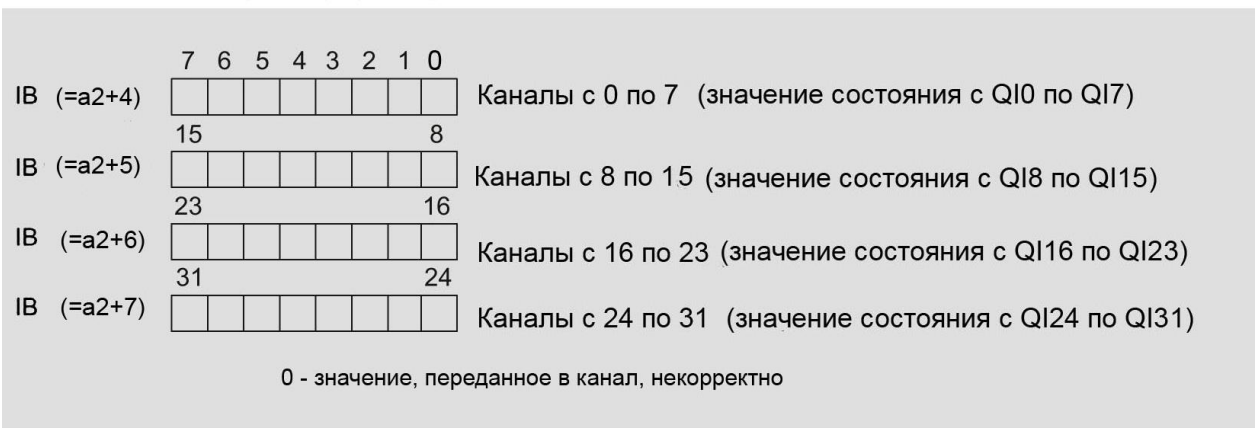 7 6 5 4 3 2 1 0
IB (=a2+4) Каналы с 0 по 7 (значение состояния с QI0 по QI7)
15 8
IB (=a2+5) Каналы с 8 по 15 (значение состояния с QI8 по QI15)
23 16
IB (=a2+6) Каналы с 16 по 23 (значение состояния с QI16 по QI23)
31 24
IB (=a2+7) Каналы с 24 по 31 (значение состояния с QI24 по QI31)
0 - значение, переданное в канал, некорректно